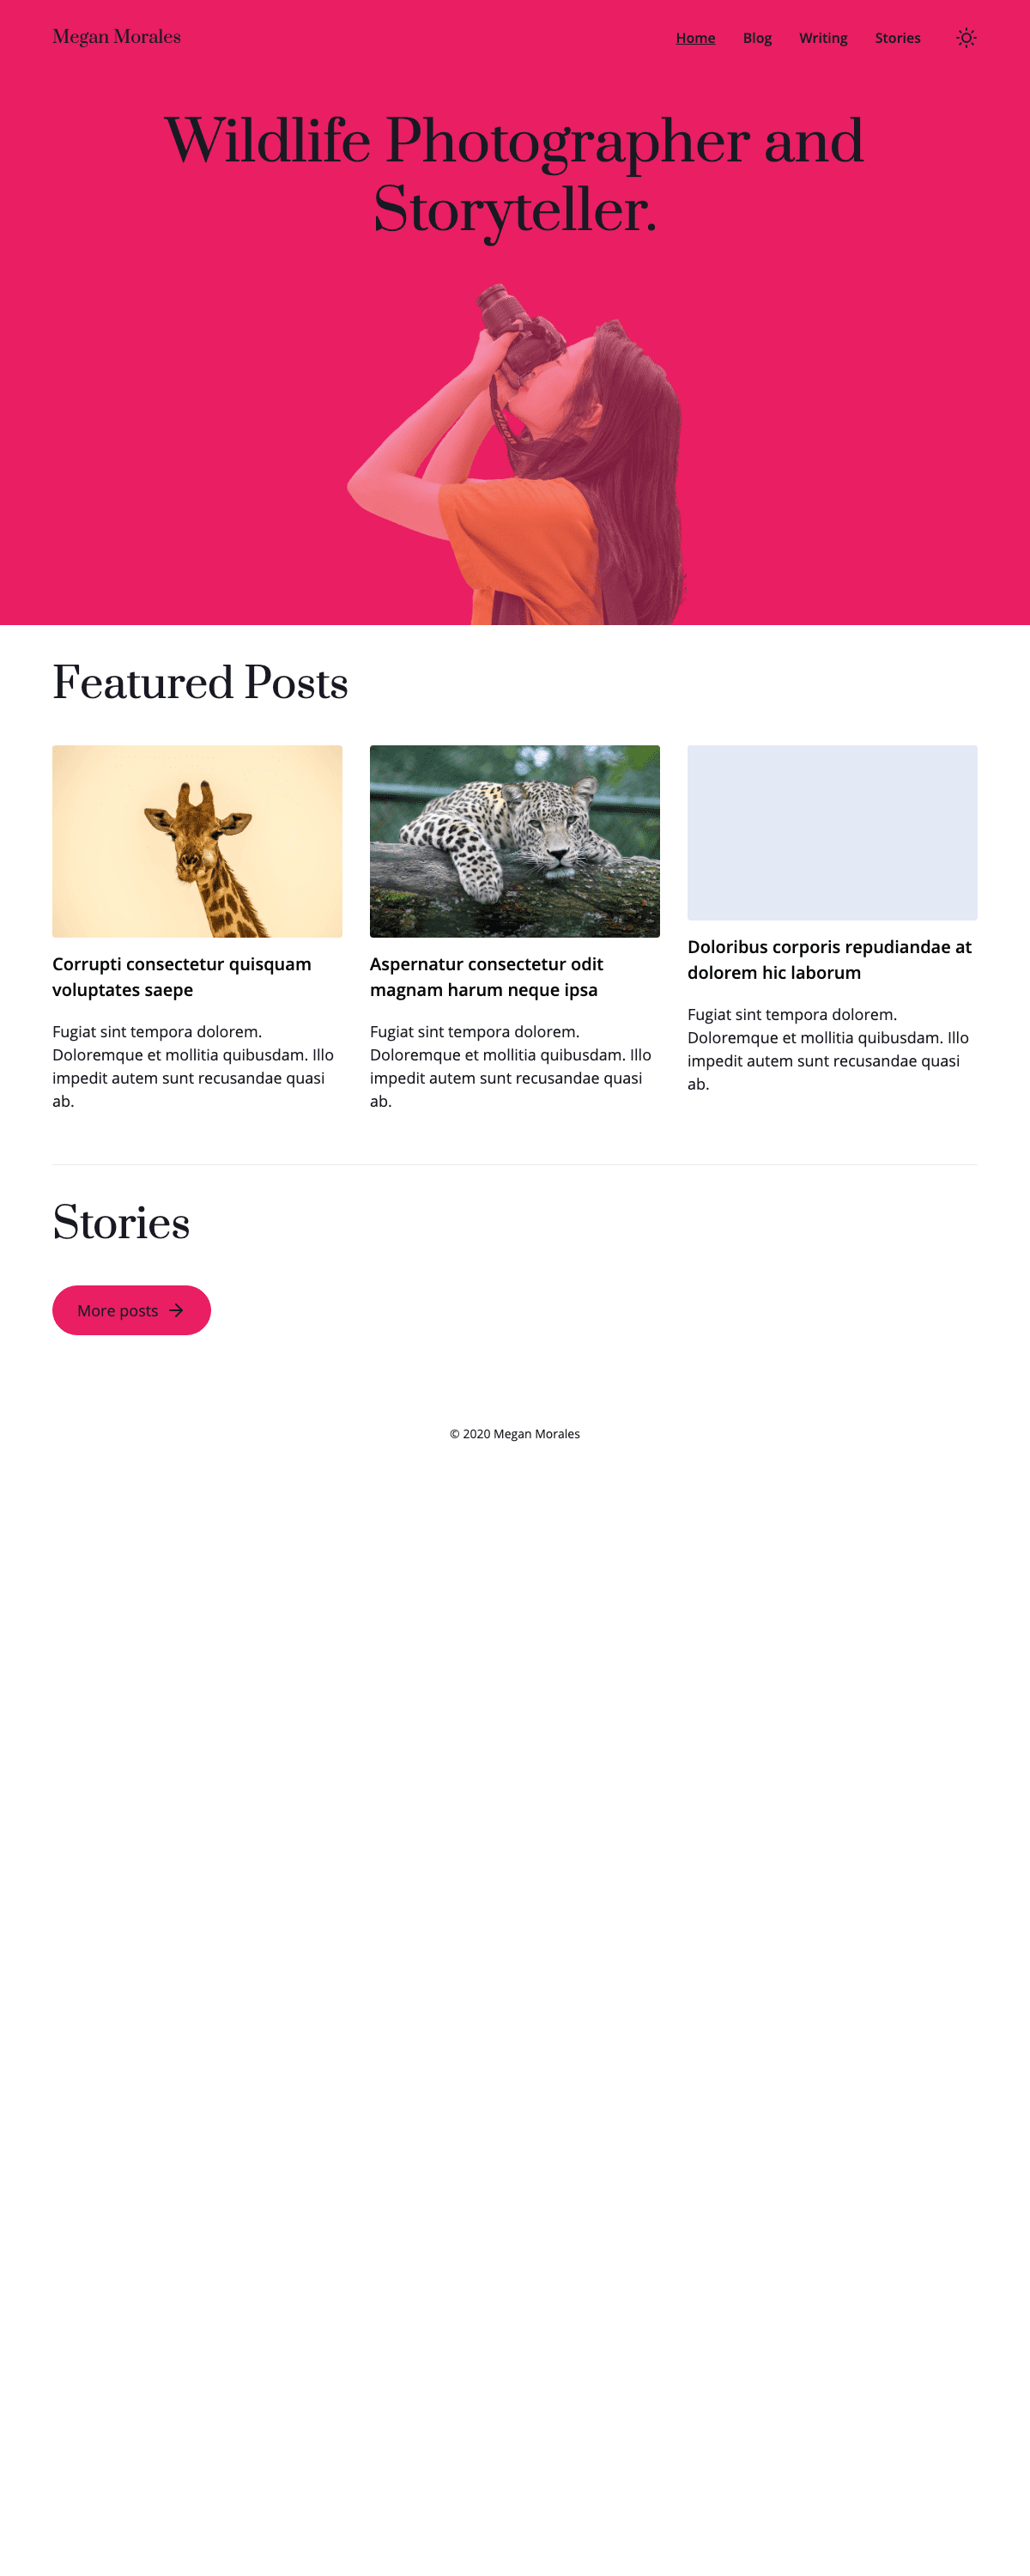 Megan Morales
Home Blog Writing Stories
Wildlife Photographer and
Storyteller.
NIKON
Featured Posts
Corrupti consectetur quisquam
voluptates saepe
Fugiat sint tempora dolorem.
Doloremque et mollitia quibusdam. Illo
impedit autem sunt recusandae quasi
ab.
Aspernatur consectetur odit
magnam harum neque ipsa
Fugiat sint tempora dolorem.
Doloremque et mollitia quibusdam. Illo
impedit autem sunt recusandae quasi
ab.
Doloribus corporis repudiandae at
dolorem hic laborum
Fugiat sint tempora dolorem.
Doloremque et mollitia quibusdam. Illo
impedit autem sunt recusandae quasi
ab.
Stories
More posts
© 2020 Megan Morales